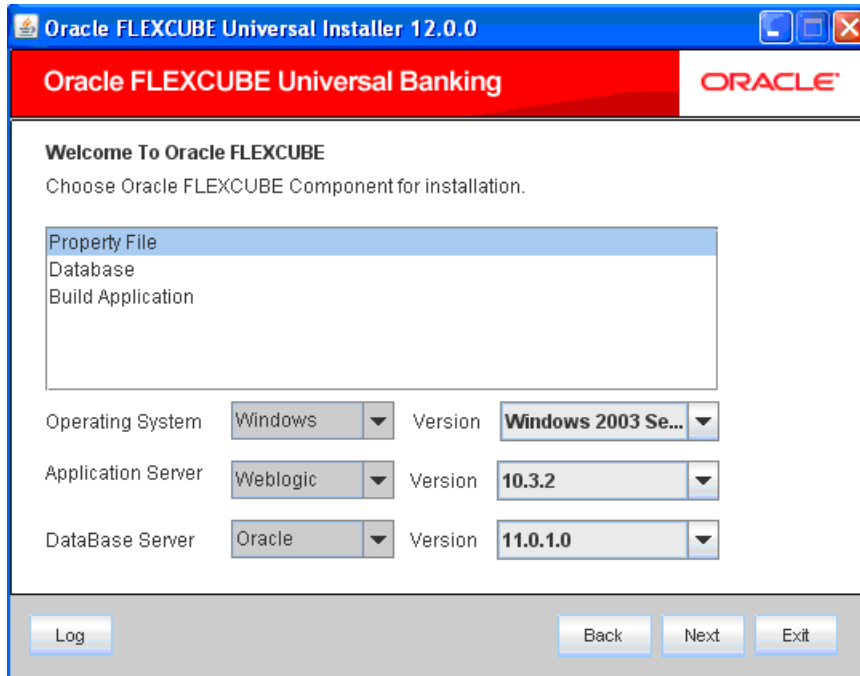 Oracle FLEXCUBE Universal Installer 12.0.0
Oracle FLEXCUBE Universal Banking
ORACLE
Welcome To Oracle FLEXCUBE
Choose Oracle FLEXCUBE Component for installation.
Property File
Database
Build Application
Operating System Windows Version Windows 2003 Se...
Application Server Weblogic Version 10.3.2
DataBase Server Oracle Version 11.0.1.0
Log Back Next Exit